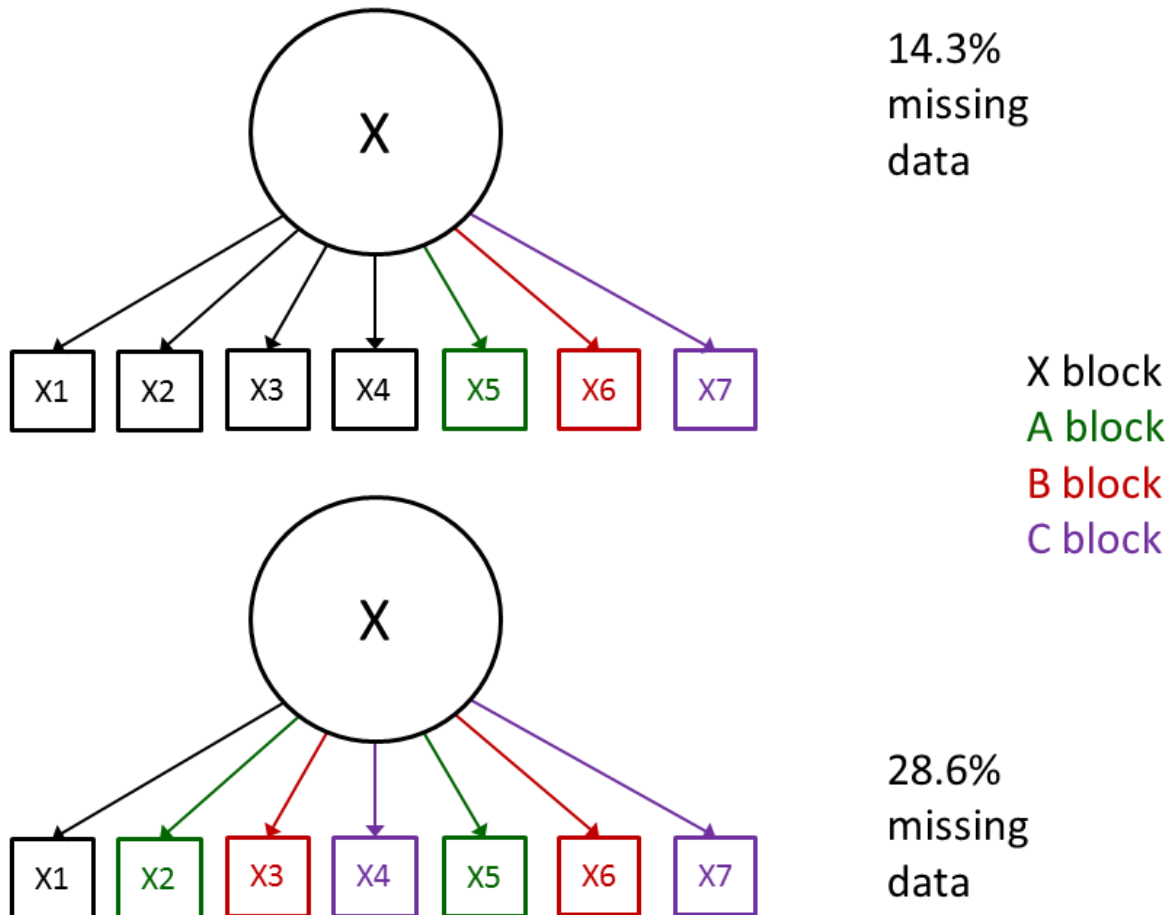 X
14.3%
missing
data
X1 X2 X3 X4 X5 X6 X7
X block
A block
B block
C block
X
X1 X2 X3 X4 X5 X6 X7
28.6%
missing
data